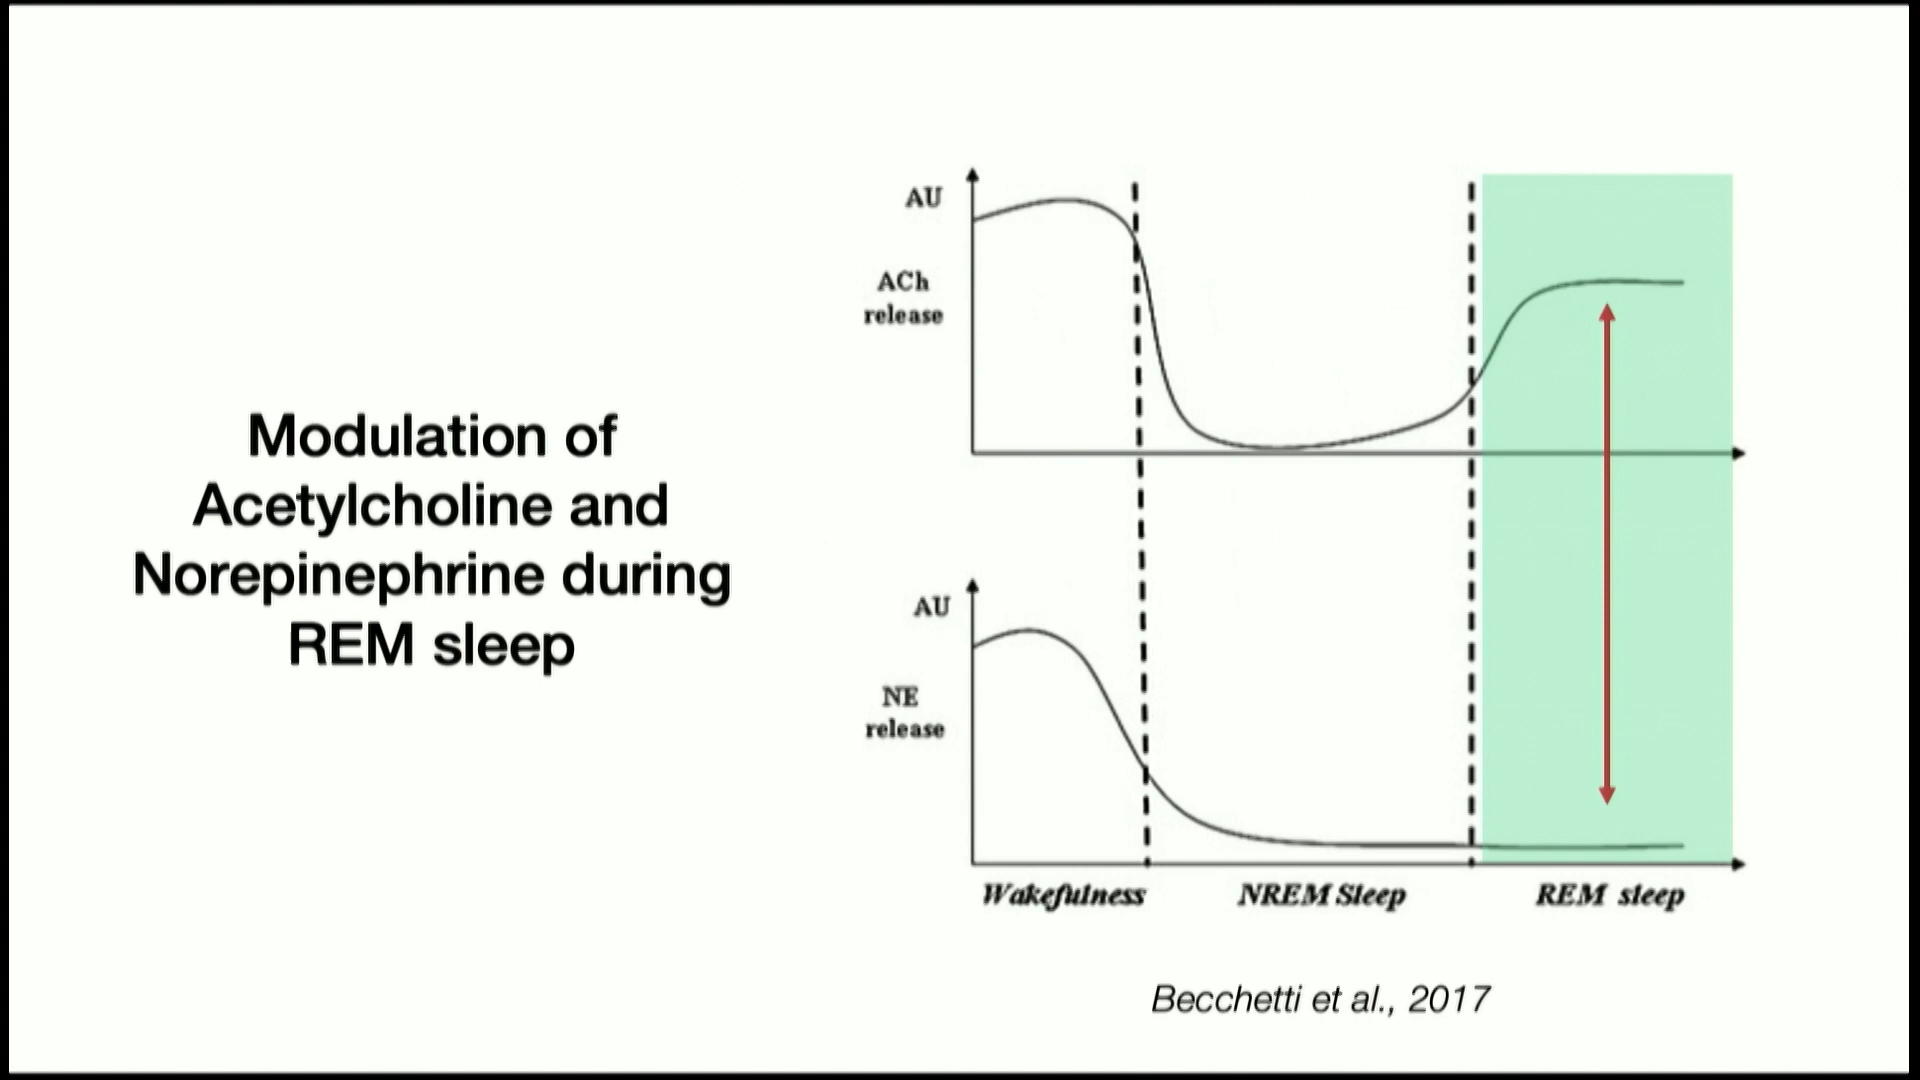 Modulation of
Acetylcholine and
Norepinephrine during
REM sleep
AU
ACh
release
AU
NE
release
Wakefulness NREM Sleep REM sleep
Becchetti et al., 2017